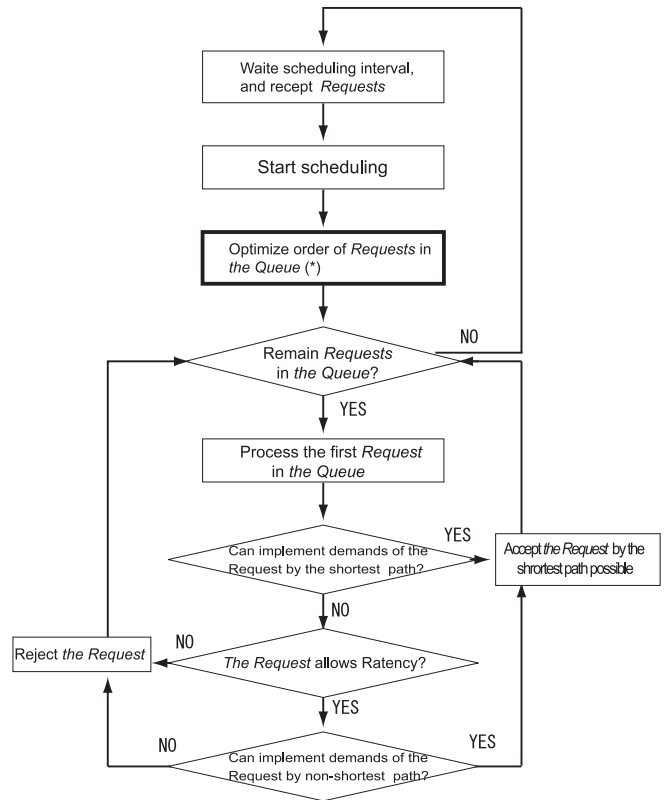 Waite scheduling interval,
and recept Requests
Start scheduling
Optimize order of Requests in
the Queue (*)
NO
Remain Requests
in the Queue?
YES
Process the first Request
in the Queue
YES
Can implement demands of the
Request by the shortest path?
Accept the Request by the
shrortest path possible
NO
NO
Reject the Request
The Request allows Ratency?
YES
NO
YES
Can implement demands of the
Request by non-shortest path?